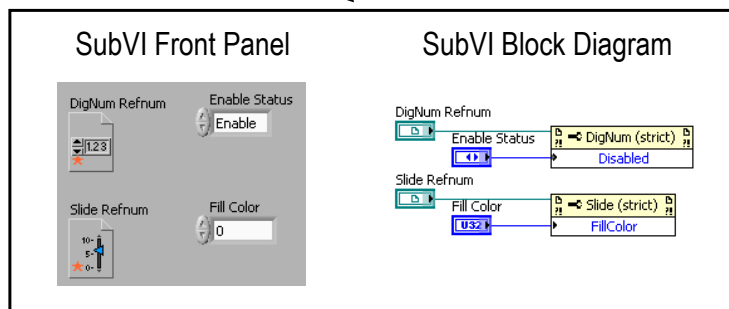 SubVI Front Panel
SubVI Block Diagram
DigNum Refnum
Enable Status
1.23
Enable
Slide Refnum
Fill Color
10-
5-
0-
0
DigNum Refnum
Enable Status
DigNum (strict)
Disabled
Slide Refnum
Fill Color
U32
Slide (strict)
FillColor